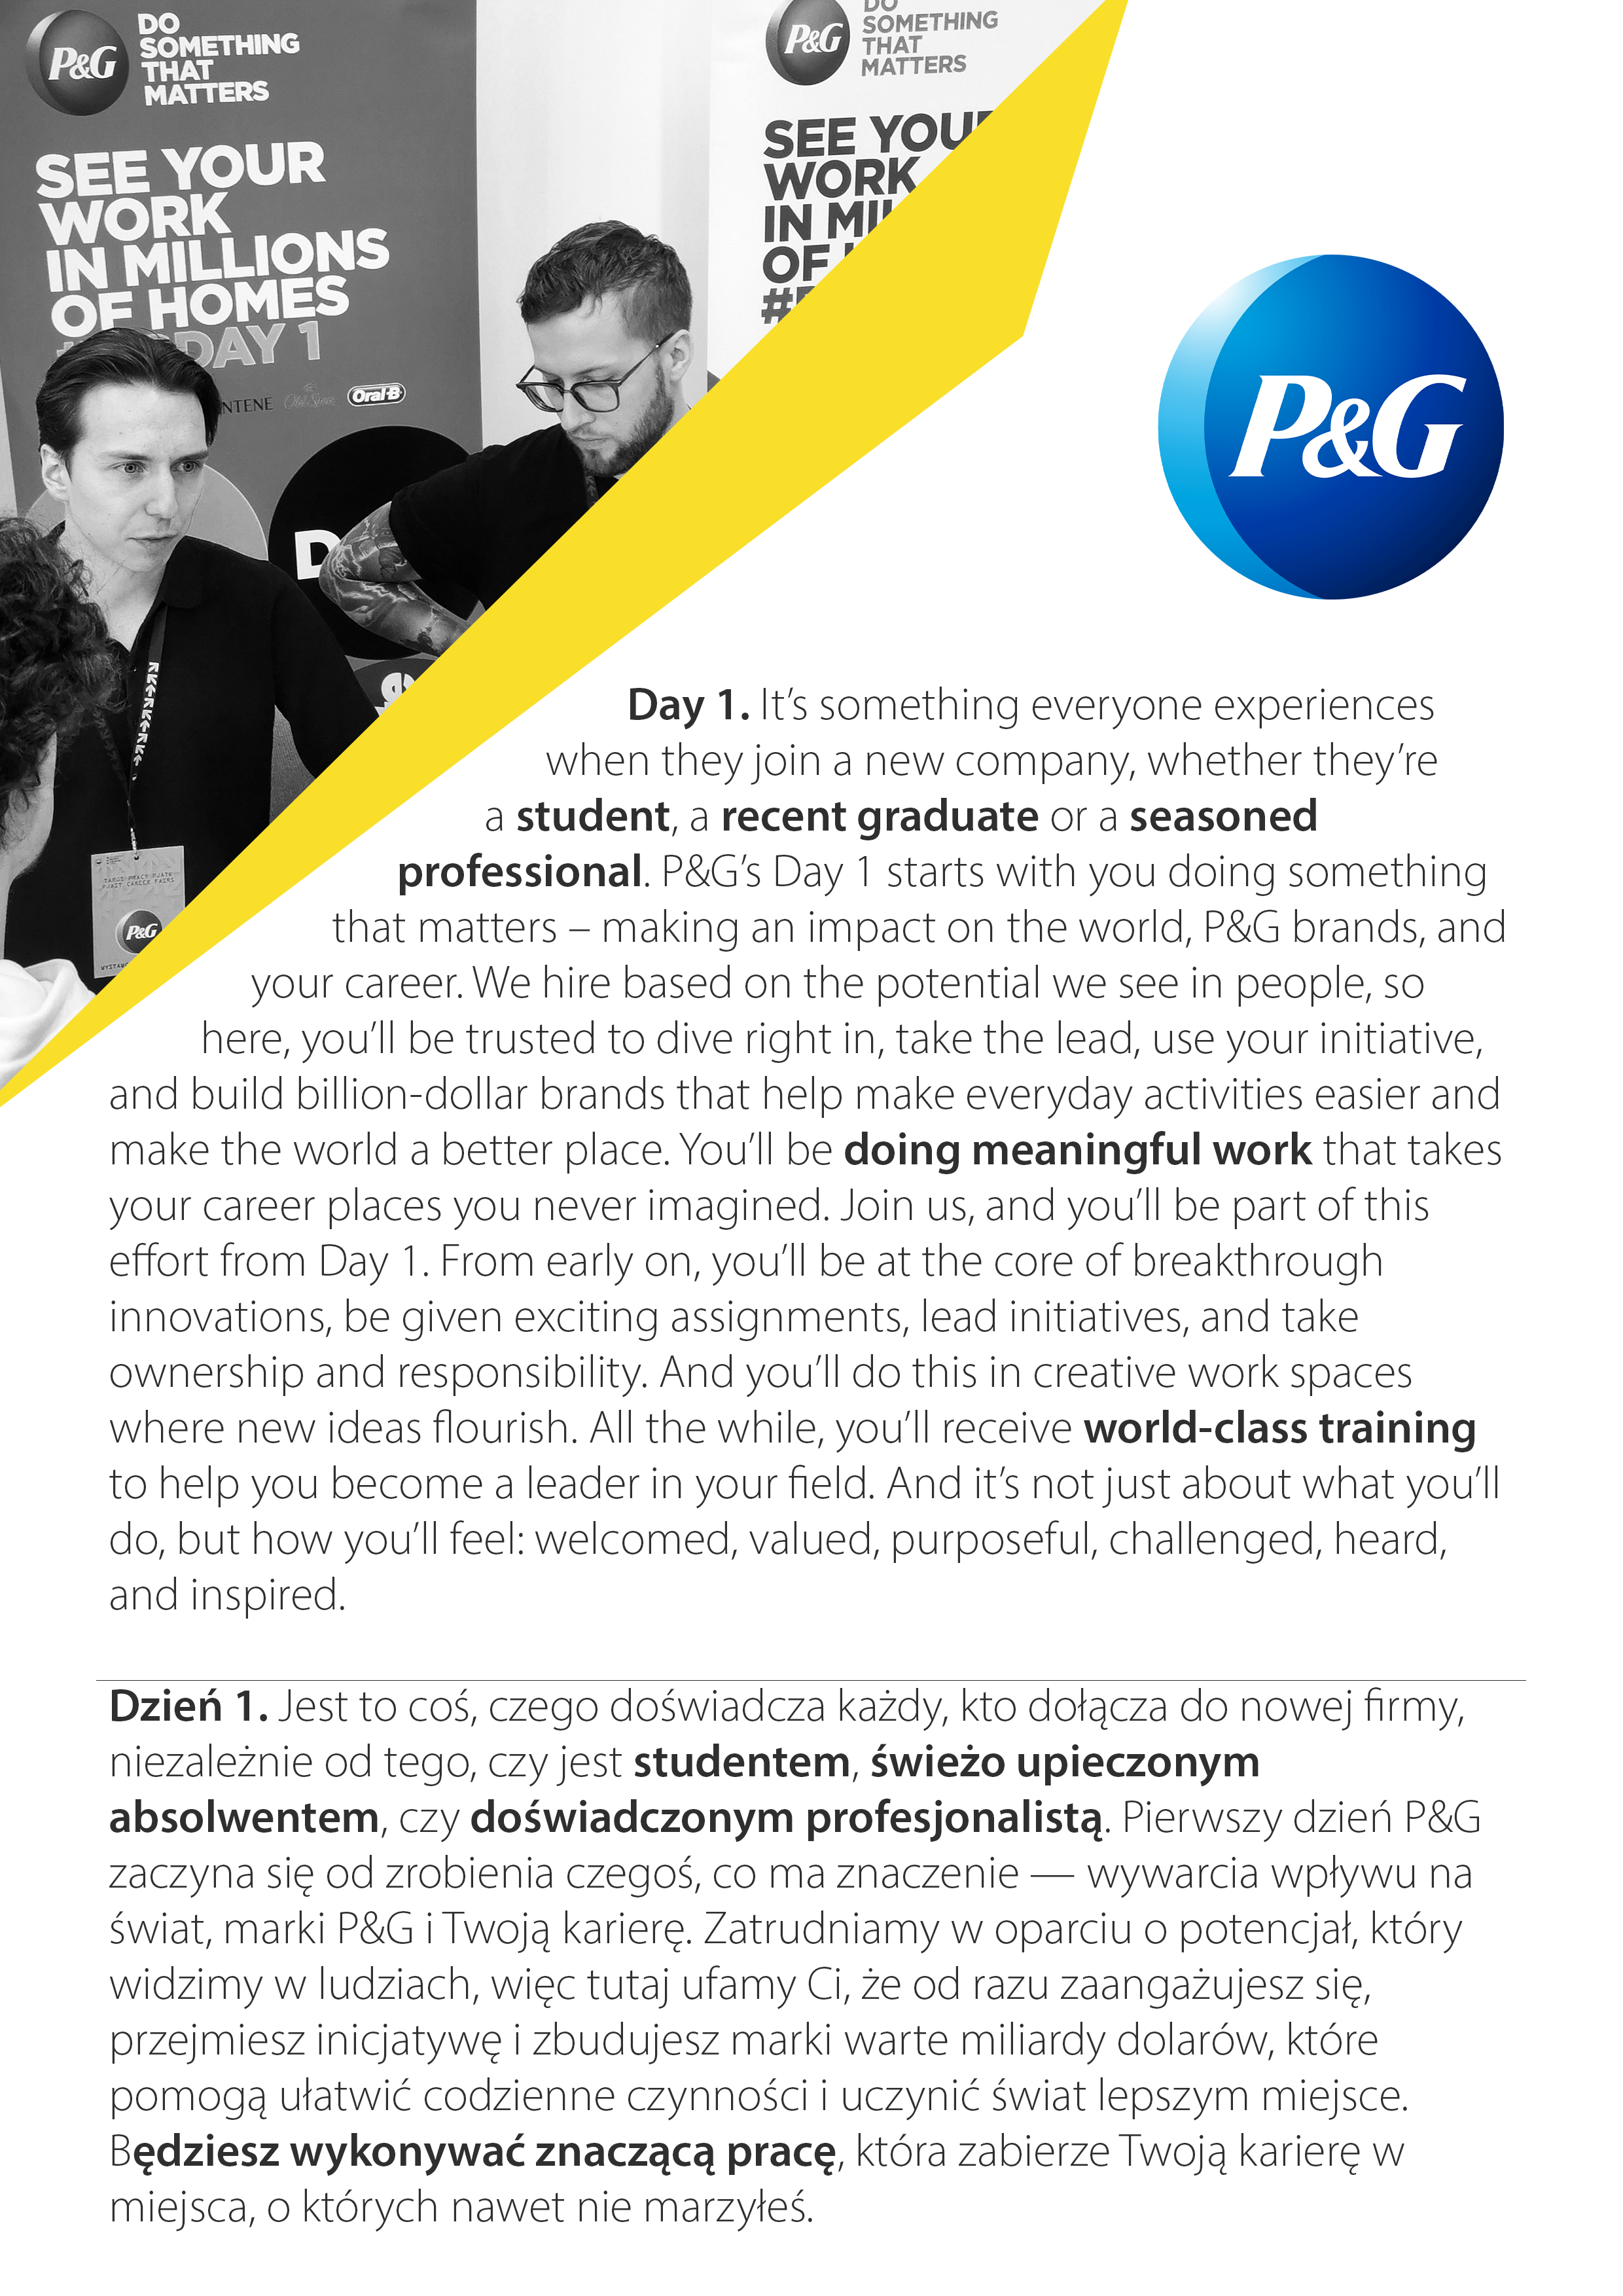 P&G
DO
SOMETHING
THAT
MATTERS
SEE YOUR
WORK
IN MILLIONS
OF HOMES
DAY 1
Oral-B
P&G
DO
SOMETHING
THAT
MATTERS
SEE YOU
WORK
IN MI
OF
#
D
TARGI PRACY PJATK
PJAIT CAREER FAIRS
P&G
P&G
Day 1. It’s something everyone experiences
when they join a new company, whether they’re
a student, a recent graduate or a seasoned
professional. P&G’s Day 1 starts with you doing something
that matters – making an impact on the world, P&G brands, and
your career. We hire based on the potential we see in people, so
here, you’ll be trusted to dive right in, take the lead, use your initiative,
and build billion-dollar brands that help make everyday activities easier and
make the world a better place. You’ll be doing meaningful work that takes
your career places you never imagined. Join us, and you’ll be part of this
effort from Day 1. From early on, you’ll be at the core of breakthrough
innovations, be given exciting assignments, lead initiatives, and take
ownership and responsibility. And you’ll do this in creative work spaces
where new ideas flourish. All the while, you’ll receive world-class training
to help you become a leader in your field. And it’s not just about what you’ll
do, but how you’ll feel: welcomed, valued, purposeful, challenged, heard,
and inspired.
Dzień 1. Jest to coś, czego doświadcza każdy, kto dołącza do nowej firmy,
niezależnie od tego, czy jest studentem, świeżo upieczonym
absolwentem, czy doświadczonym profesjonalistą. Pierwszy dzień P&G
zaczyna się od zrobienia czegoś, co ma znaczenie — wywarcia wpływu na
świat, marki P&G i Twoją karierę. Zatrudniamy w oparciu o potencjał, który
widzimy w ludziach, więc tutaj ufamy Ci, że od razu zaangażujesz się,
przejmiesz inicjatywę i zbudujesz marki warte miliardy dolarów, które
pomogą ułatwić codzienne czynności i uczynić świat lepszym miejsce.
Będziesz wykonywać znaczącą pracę, która zabierze Twoją karierę w
miejsca, o których nawet nie marzyłeś.